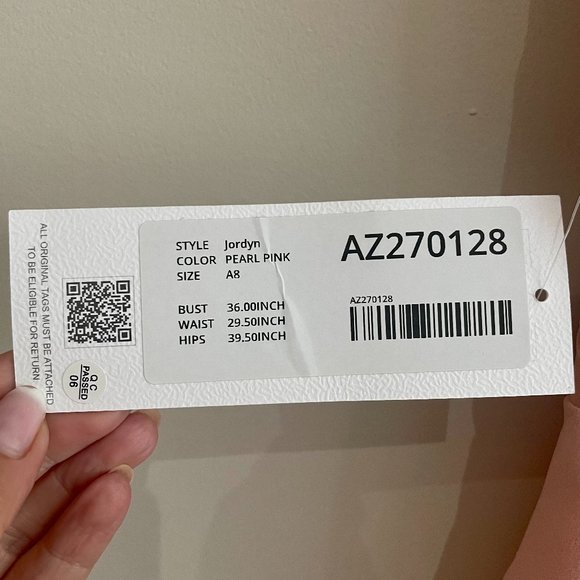 ALL ORIGINAL TAGS MUST BE ATTACHED
TO BE ELIGIBLE FOR RETURN
QC
PASSED
06
STYLE Jordyn
COLOR PEARL PINK
SIZE A8
BUST 36.00INCH
WAIST 29.50INCH
HIPS 39.50INCH
AZ270128
AZ270128